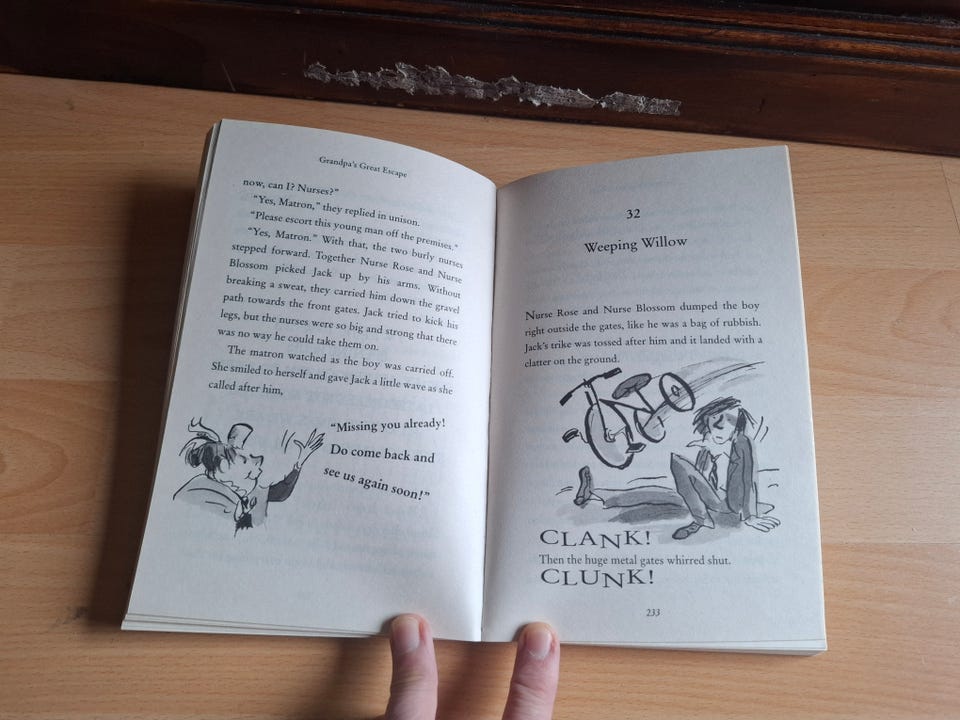 Grandpa's Great Escape
now, can I? Nurses?"
"Yes, Matron," they replied in unison.
"Please escort this young man off the premises."
"Yes, Matron." With that, the two burly nurses
stepped forward. Together Nurse Rose and Nurse
Blossom picked Jack up by his arms. Without
breaking a sweat, they carried him down the gravel
path towards the front gates. Jack tried to kick his
legs, but the nurses were so big and strong that there
was no way he could take them on.
The matron watched as the boy was carried off.
She smiled to herself and gave Jack a little wave as she
called after him,
"Missing you already!
Do come back and
see us again soon!"
32
Weeping Willow
Nurse Rose and Nurse Blossom dumped the boy
right outside the gates, like he was a bag of rubbish.
Jack's trike was tossed after him and it landed with a
clatter on the ground.
CLANK!
Then the huge metal gates whirred shut.
CLUNK!
233